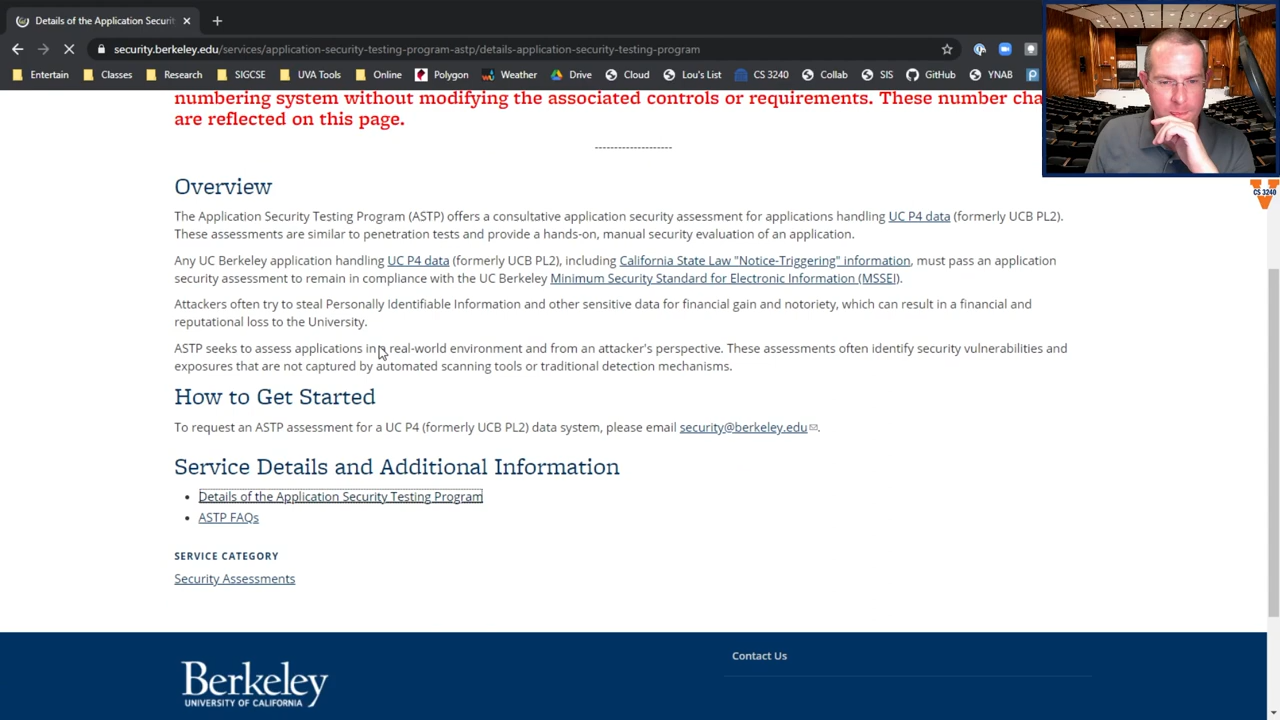 Details of the Application Securit
security.berkeley.edu/services/application-security-testing-program-astp/details-application-security-testing-program
Entertain Classes Research SIGCSE UVA Tools Online Polygon Weather Drive Cloud Lou's List CS 3240 Collab SIS GitHub YNAB
numbering system without modifying the associated controls or requirements. These number cha
are reflected on this page.
--------------------
CS 3240
Overview
The Application Security Testing Program (ASTP) offers a consultative application security assessment for applications handling UC P4 data (formerly UCB PL2).
These assessments are similar to penetration tests and provide a hands-on, manual security evaluation of an application.
Any UC Berkeley application handling UC P4 data (formerly UCB PL2), including California State Law "Notice-Triggering" information, must pass an application
security assessment to remain in compliance with the UC Berkeley Minimum Security Standard for Electronic Information (MSSEI).
Attackers often try to steal Personally Identifiable Information and other sensitive data for financial gain and notoriety, which can result in a financial and
reputational loss to the University.
ASTP seeks to assess applications in a real-world environment and from an attacker's perspective. These assessments often identify security vulnerabilities and
exposures that are not captured by automated scanning tools or traditional detection mechanisms.
How to Get Started
To request an ASTP assessment for a UC P4 (formerly UCB PL2) data system, please email security@berkeley.edu.
Service Details and Additional Information
• Details of the Application Security Testing Program
• ASTP FAQs
SERVICE CATEGORY
Security Assessments
Berkeley
UNIVERSITY OF CALIFORNIA
Contact Us